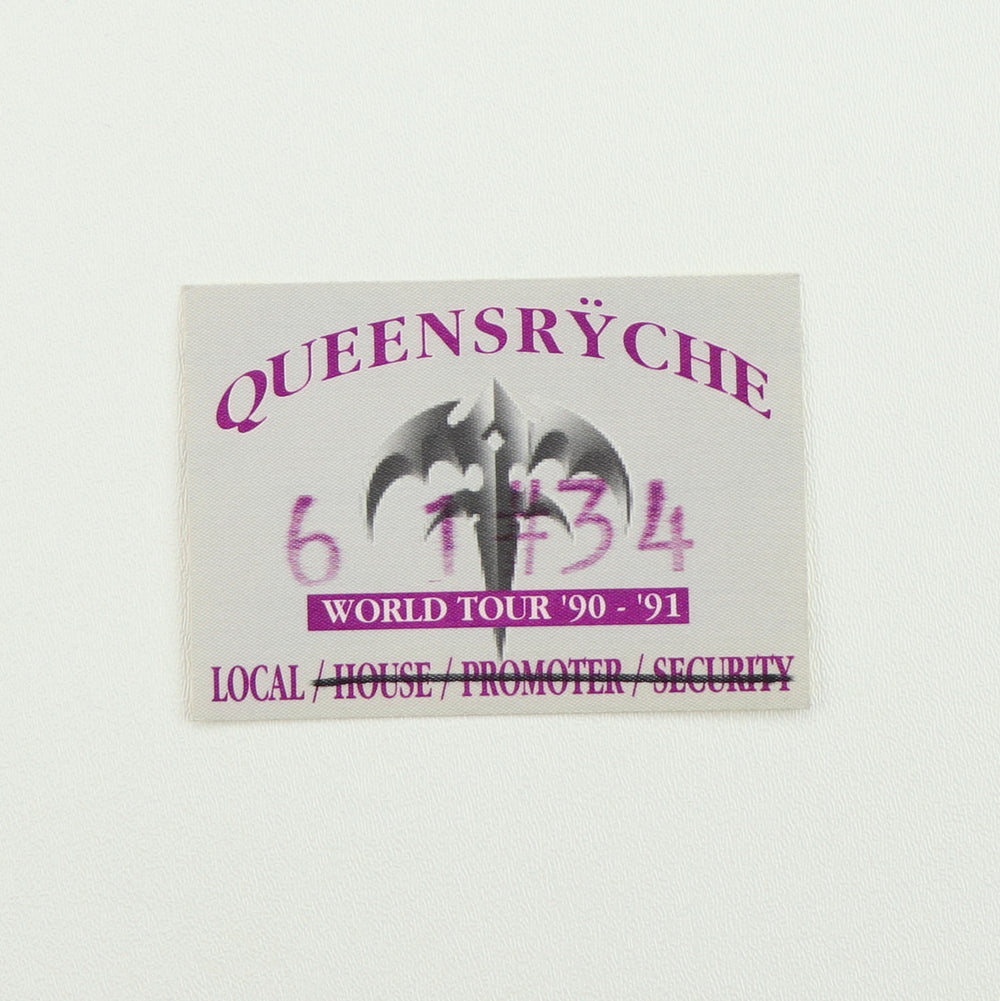 QUEENSRŸCHE
6 1 #34
WORLD TOUR '90 - '91
LOCAL / HOUSE / PROMOTER / SECURITY